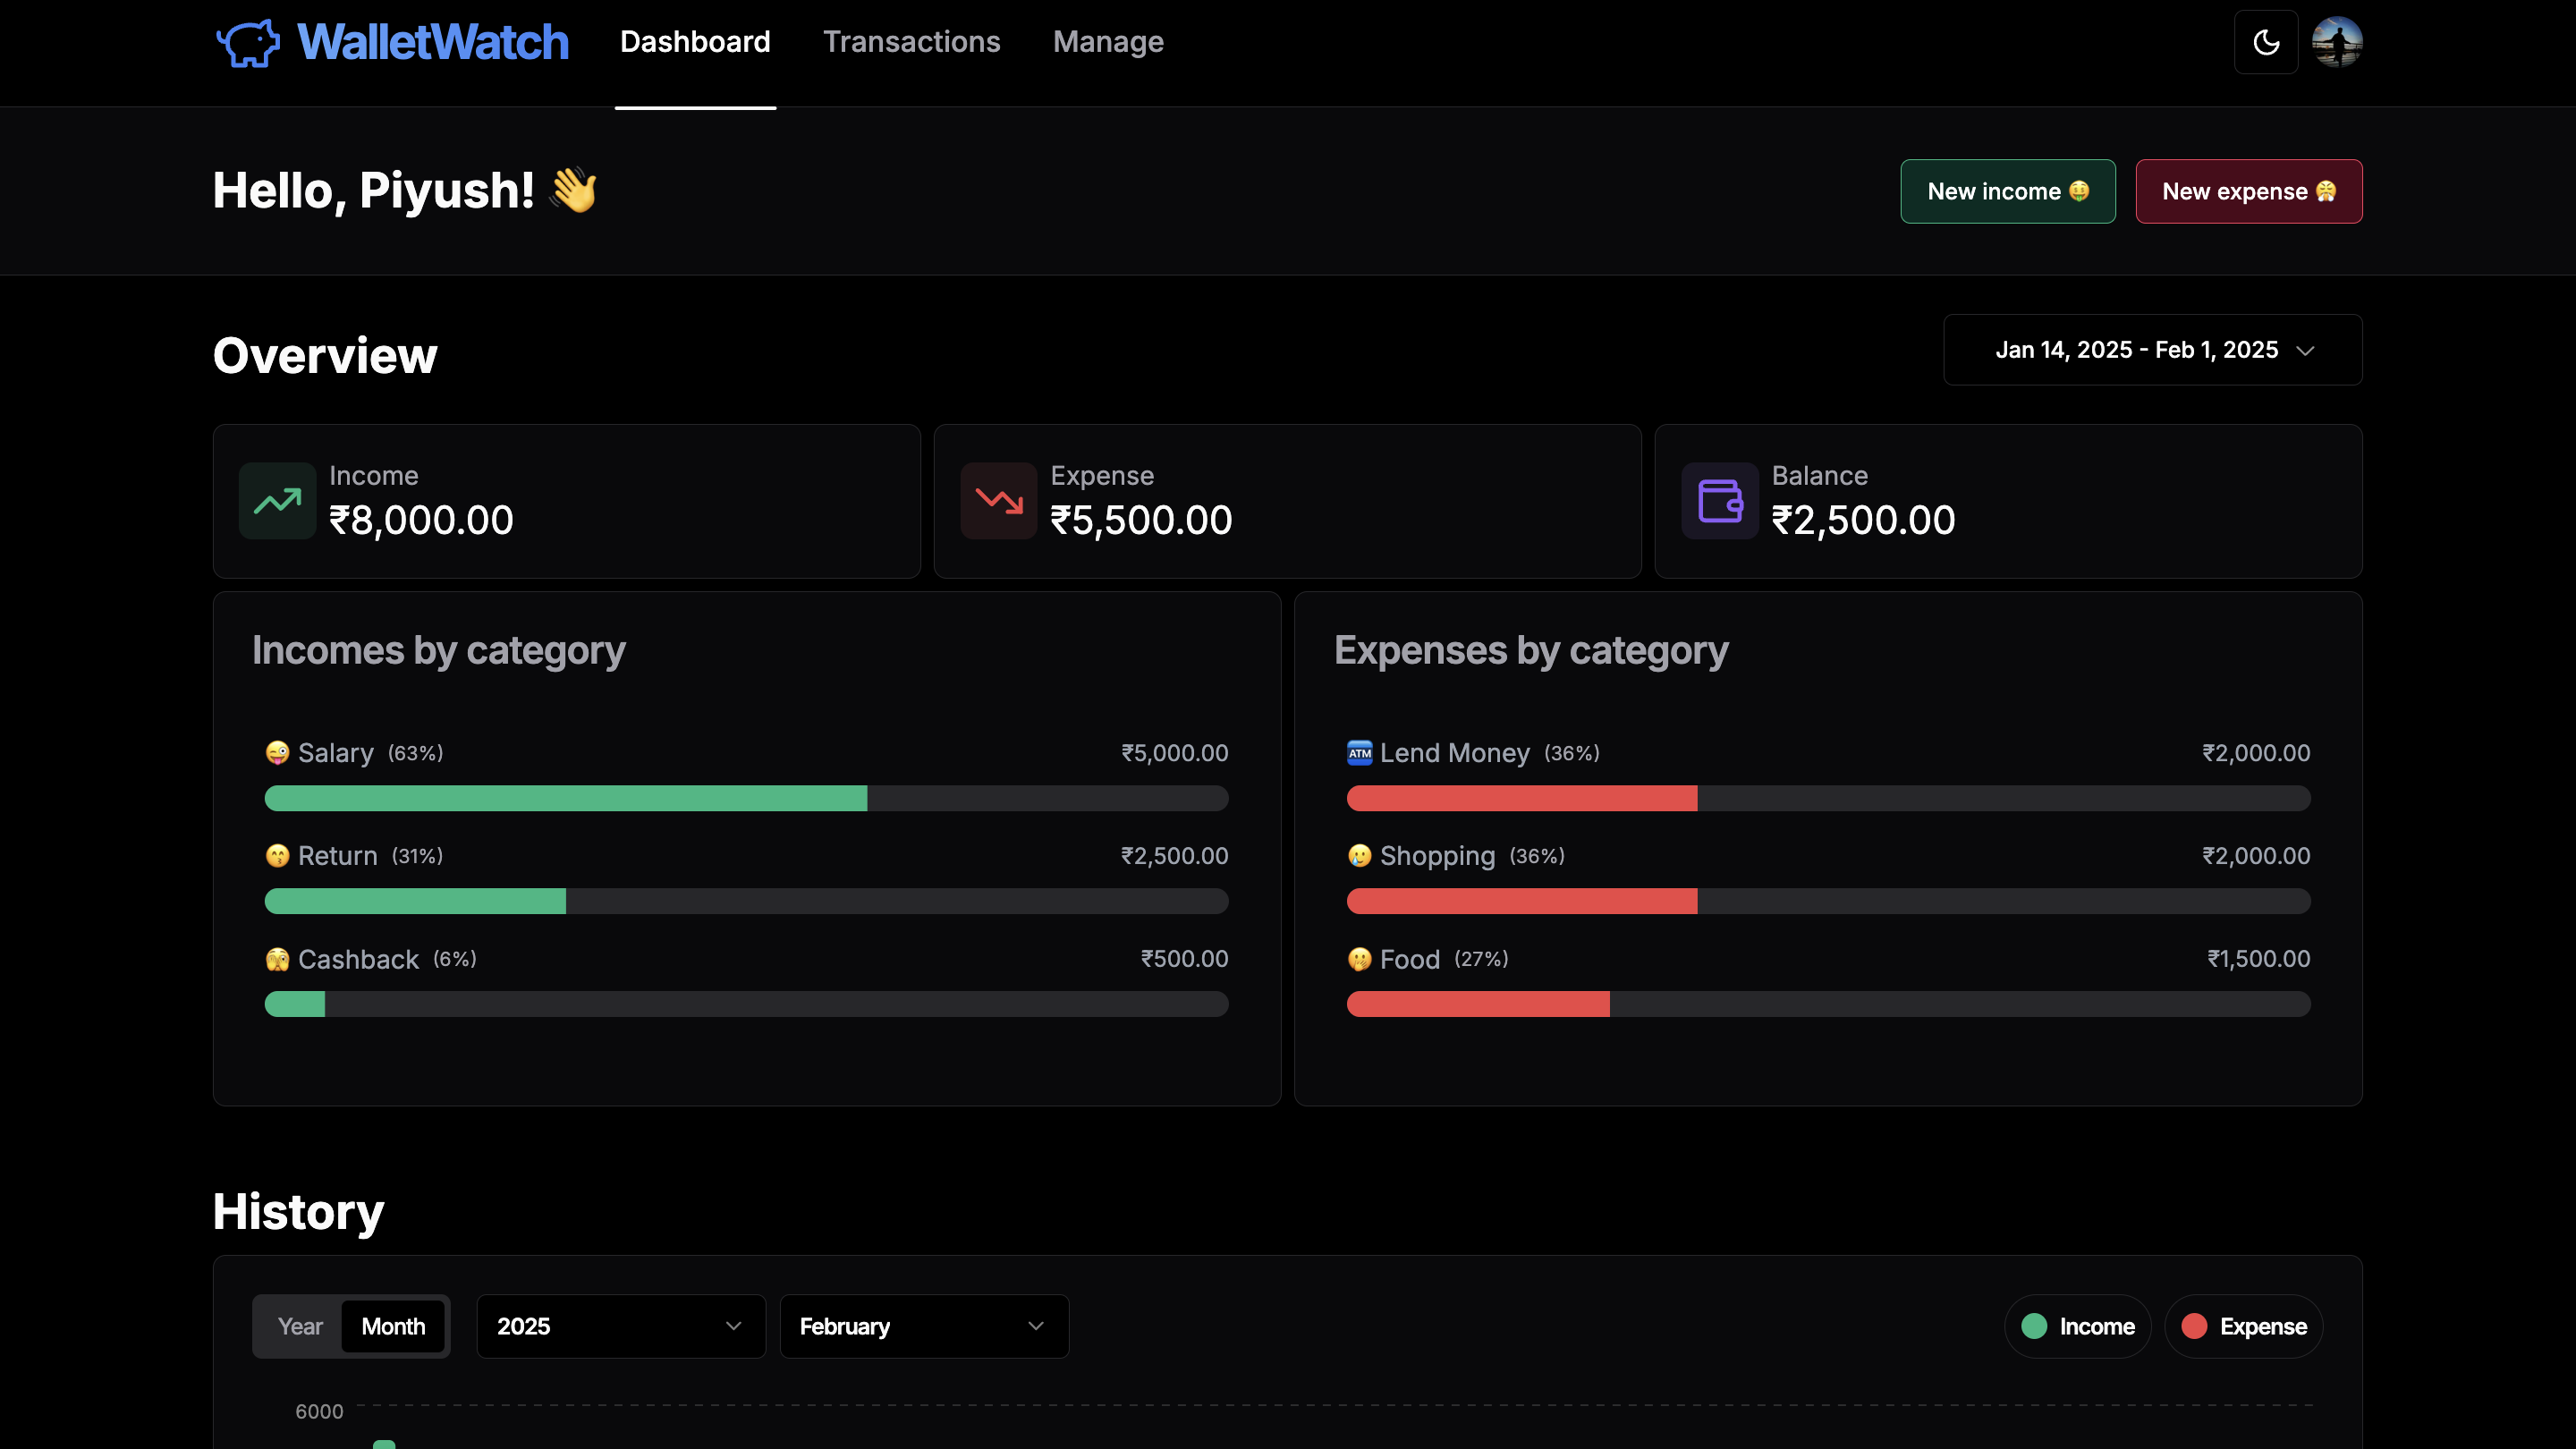 WalletWatch Dashboard Transactions Manage
Hello, Piyush! 👋
New income 🤑 New expense 😤
Overview
Jan 14, 2025 - Feb 1, 2025
Income
₹8,000.00
Expense
₹5,500.00
Balance
₹2,500.00
Incomes by category
😜 Salary (63%) ₹5,000.00
😙 Return (31%) ₹2,500.00
🫣 Cashback (6%) ₹500.00
Expenses by category
🏧 Lend Money (36%) ₹2,000.00
🥲 Shopping (36%) ₹2,000.00
🫢 Food (27%) ₹1,500.00
History
Year Month 2025 February
Income Expense
6000